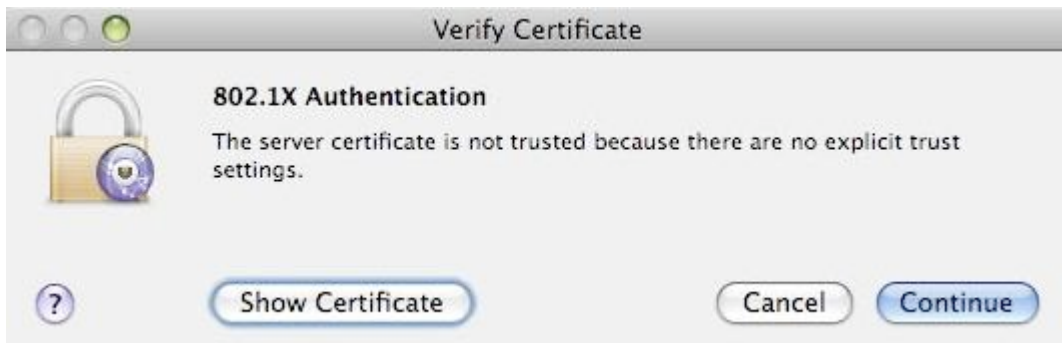 Verify Certificate
802.1X Authentication
The server certificate is not trusted because there are no explicit trust
settings.
?
Show Certificate
Cancel
Continue